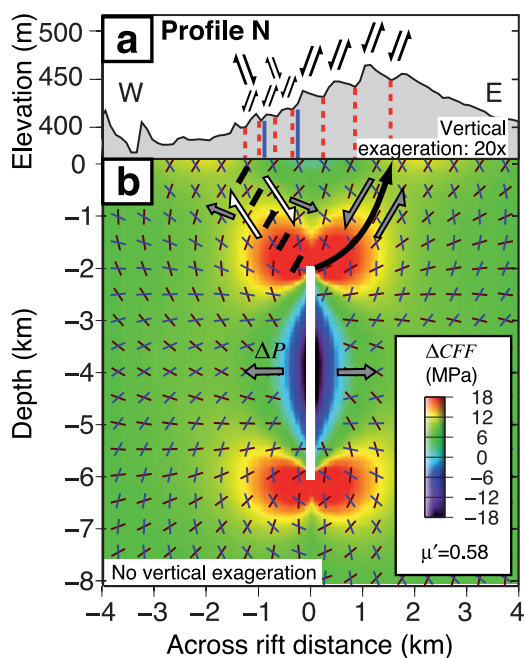 a Profile N
500
450
400
Elevation (m)
W
E
Vertical
exaggeration: 20x
b
0
−1
−2
−3
−4
−5
−6
−7
−8
Depth (km)
ΔP
ΔCFF
(MPa)
18
12
6
0
−6
−12
−18
μ′=0.58
No vertical exaggeration
−4 −3 −2 −1 0 1 2 3 4
Across rift distance (km)